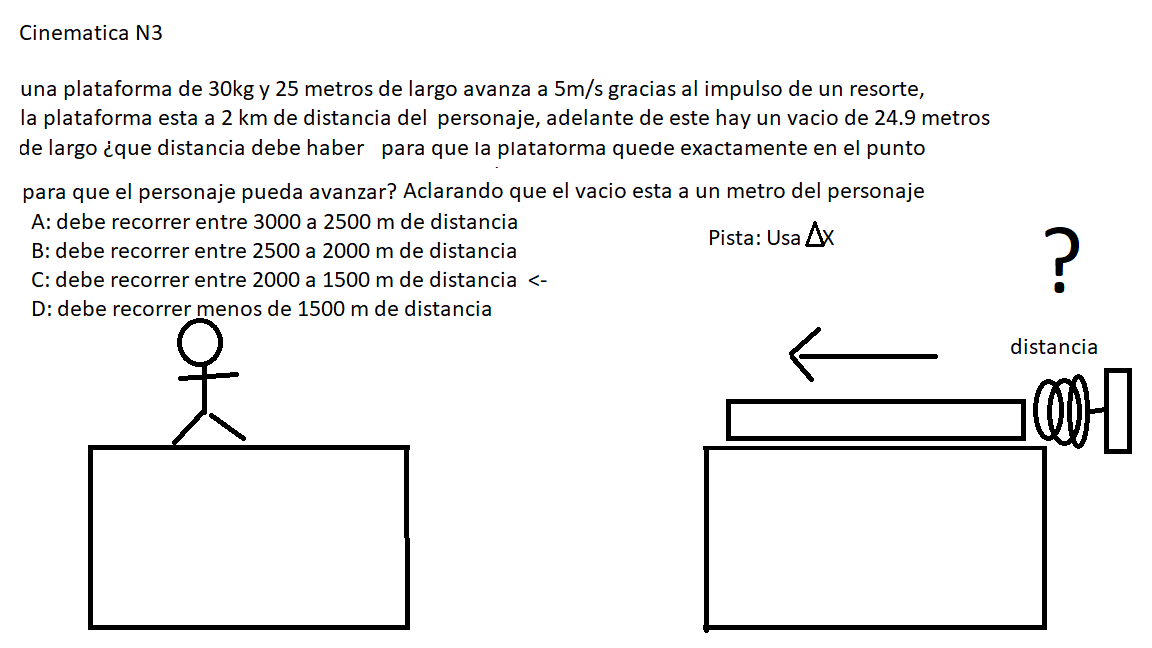 Cinematica N3
una plataforma de 30kg y 25 metros de largo avanza a 5m/s gracias al impulso de un resorte,
la plataforma esta a 2 km de distancia del personaje, adelante de este hay un vacio de 24.9 metros
de largo ¿que distancia debe haber para que la plataforma quede exactamente en el punto
para que el personaje pueda avanzar? Aclarando que el vacio esta a un metro del personaje
A: debe recorrer entre 3000 a 2500 m de distancia
B: debe recorrer entre 2500 a 2000 m de distancia
C: debe recorrer entre 2000 a 1500 m de distancia <-
D: debe recorrer menos de 1500 m de distancia
Pista: Usa Δx
?
distancia